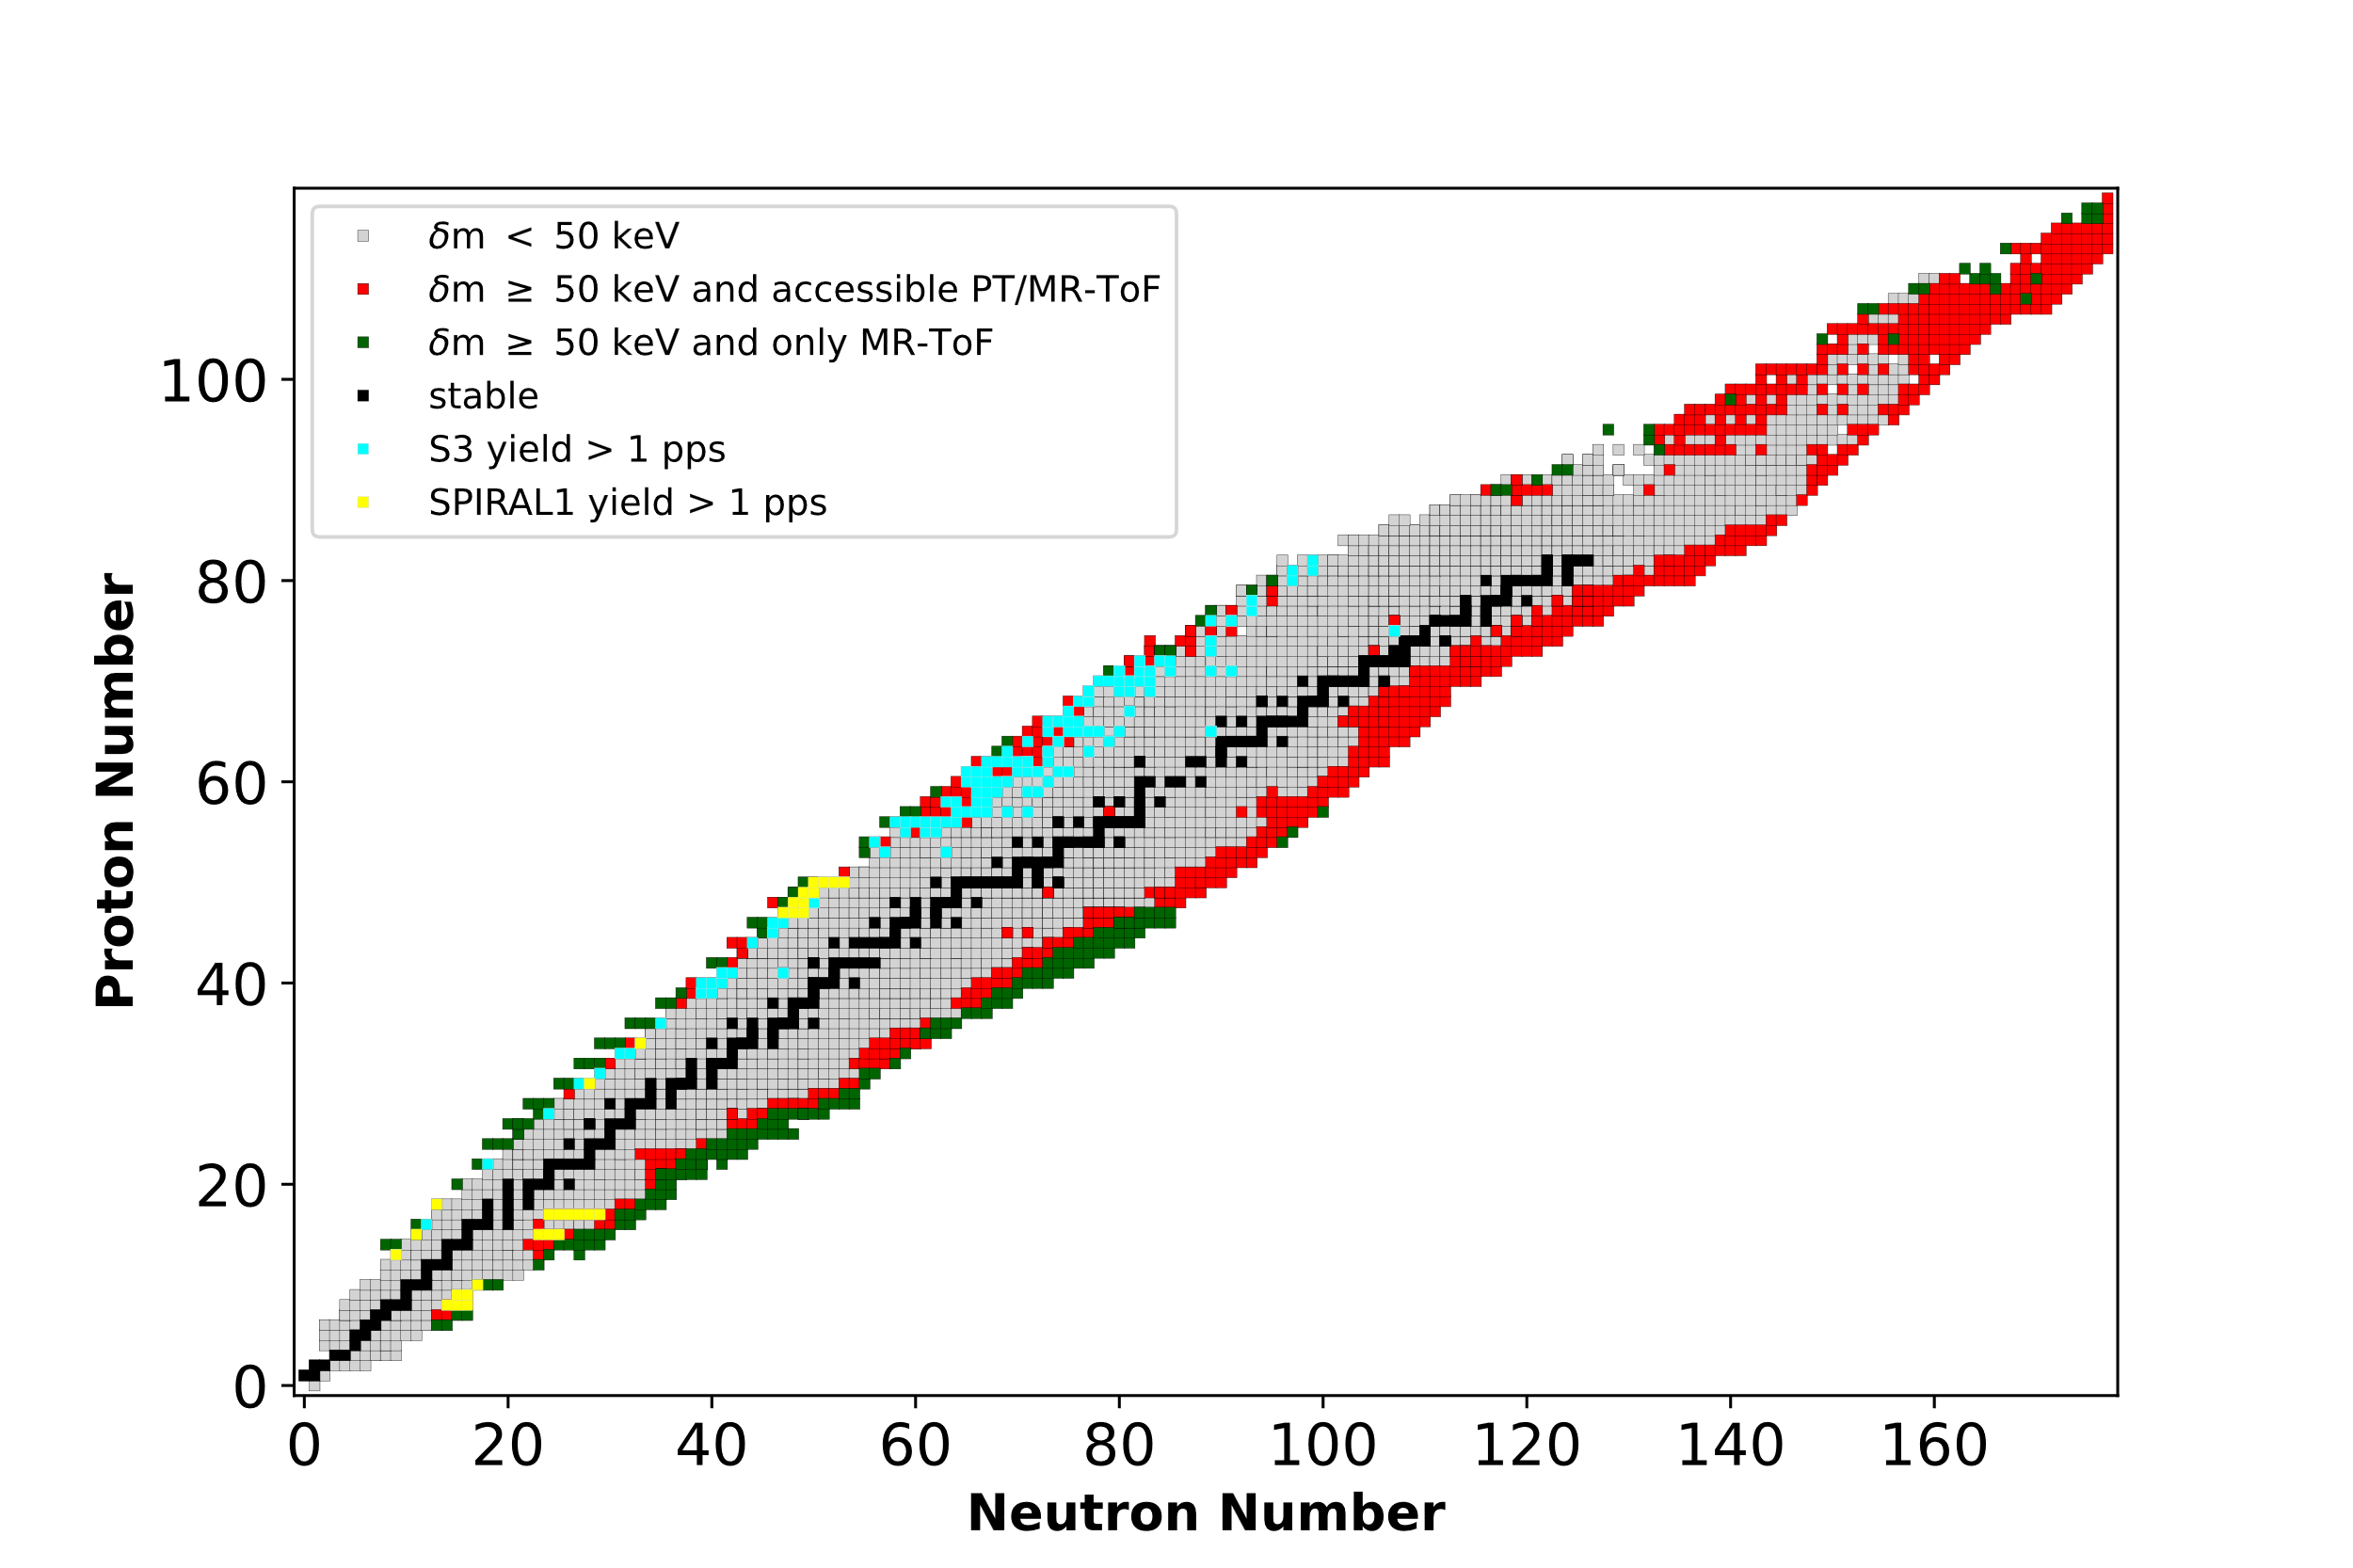 δm < 50 keV
δm ≥ 50 keV and accessible PT/MR-ToF
δm ≥ 50 keV and only MR-ToF
stable
S3 yield > 1 pps
SPIRAL1 yield > 1 pps
Proton Number
100
80
60
40
20
0
0 20 40 60 80 100 120 140 160
Neutron Number